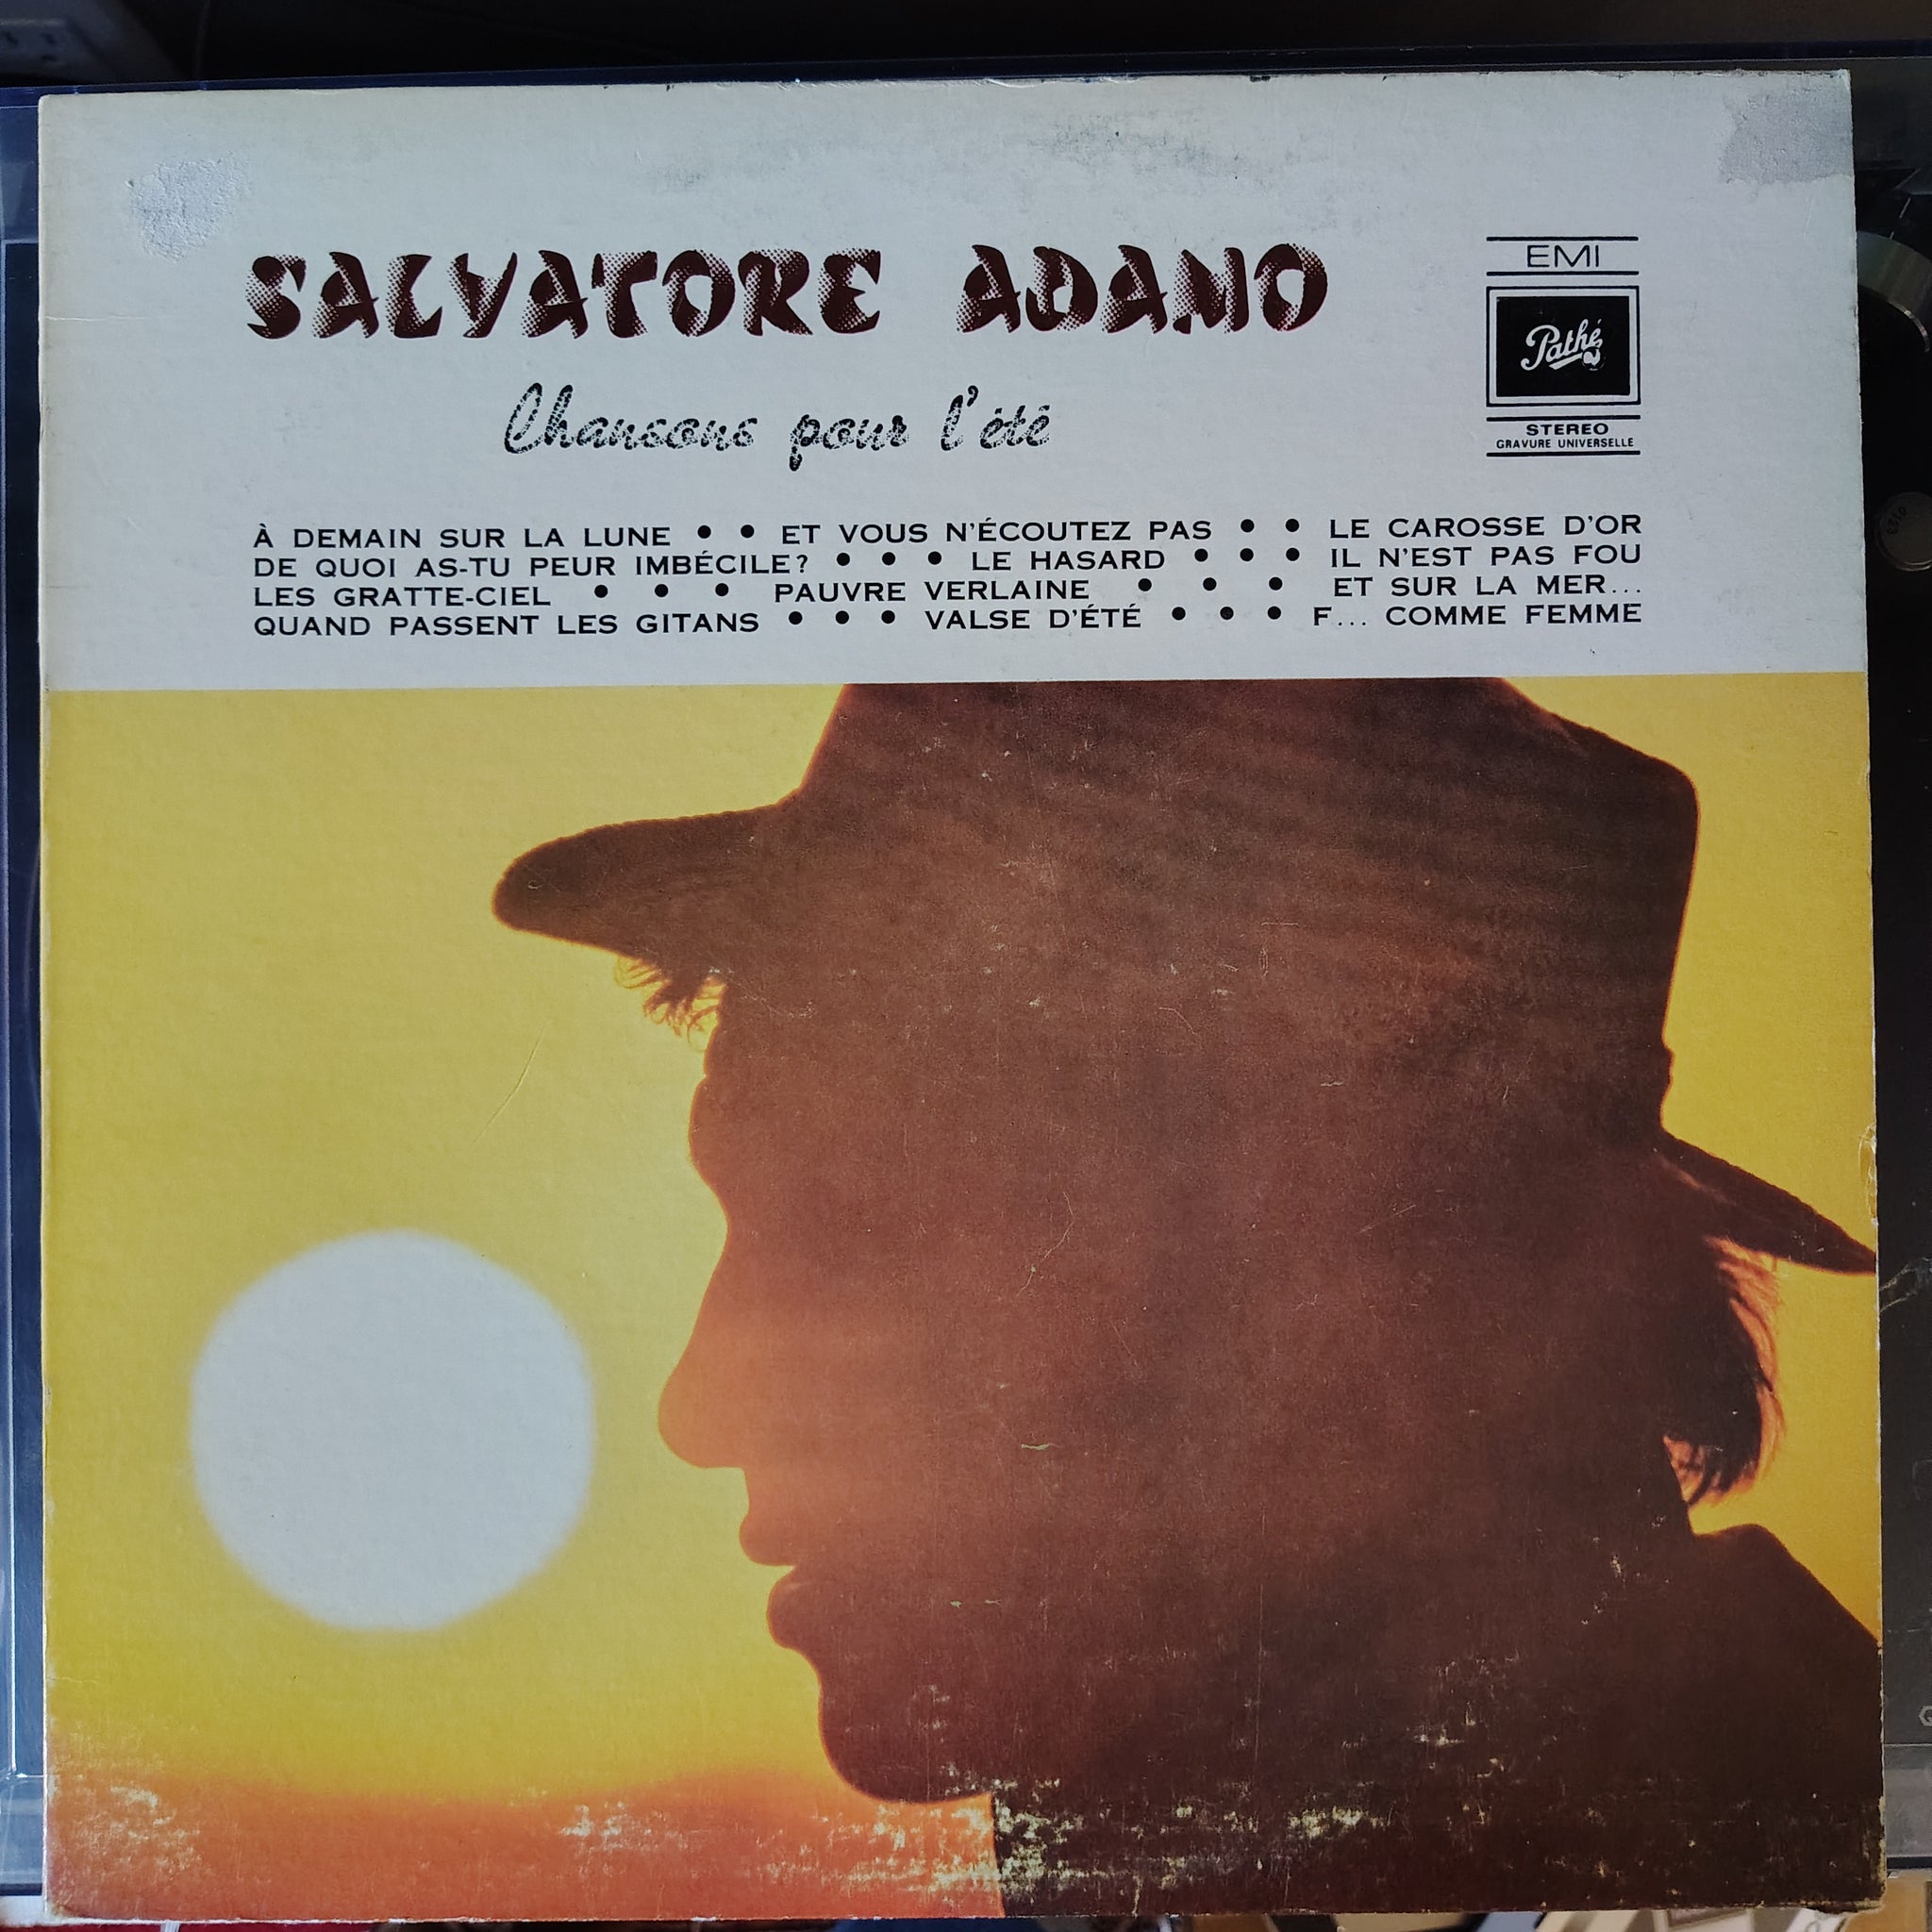 SALVATORE ADAMO
Chansons pour l'été
EMI
Pathé
STEREO
GRAVURE UNIVERSELLE
À DEMAIN SUR LA LUNE • • ET VOUS N'ÉCOUTEZ PAS • • LE CAROSSE D'OR
DE QUOI AS-TU PEUR IMBÉCILE? • • • LE HASARD • • • IL N'EST PAS FOU
LES GRATTE-CIEL • • • PAUVRE VERLAINE • • • ET SUR LA MER...
QUAND PASSENT LES GITANS • • • VALSE D'ÉTÉ • • • F... COMME FEMME